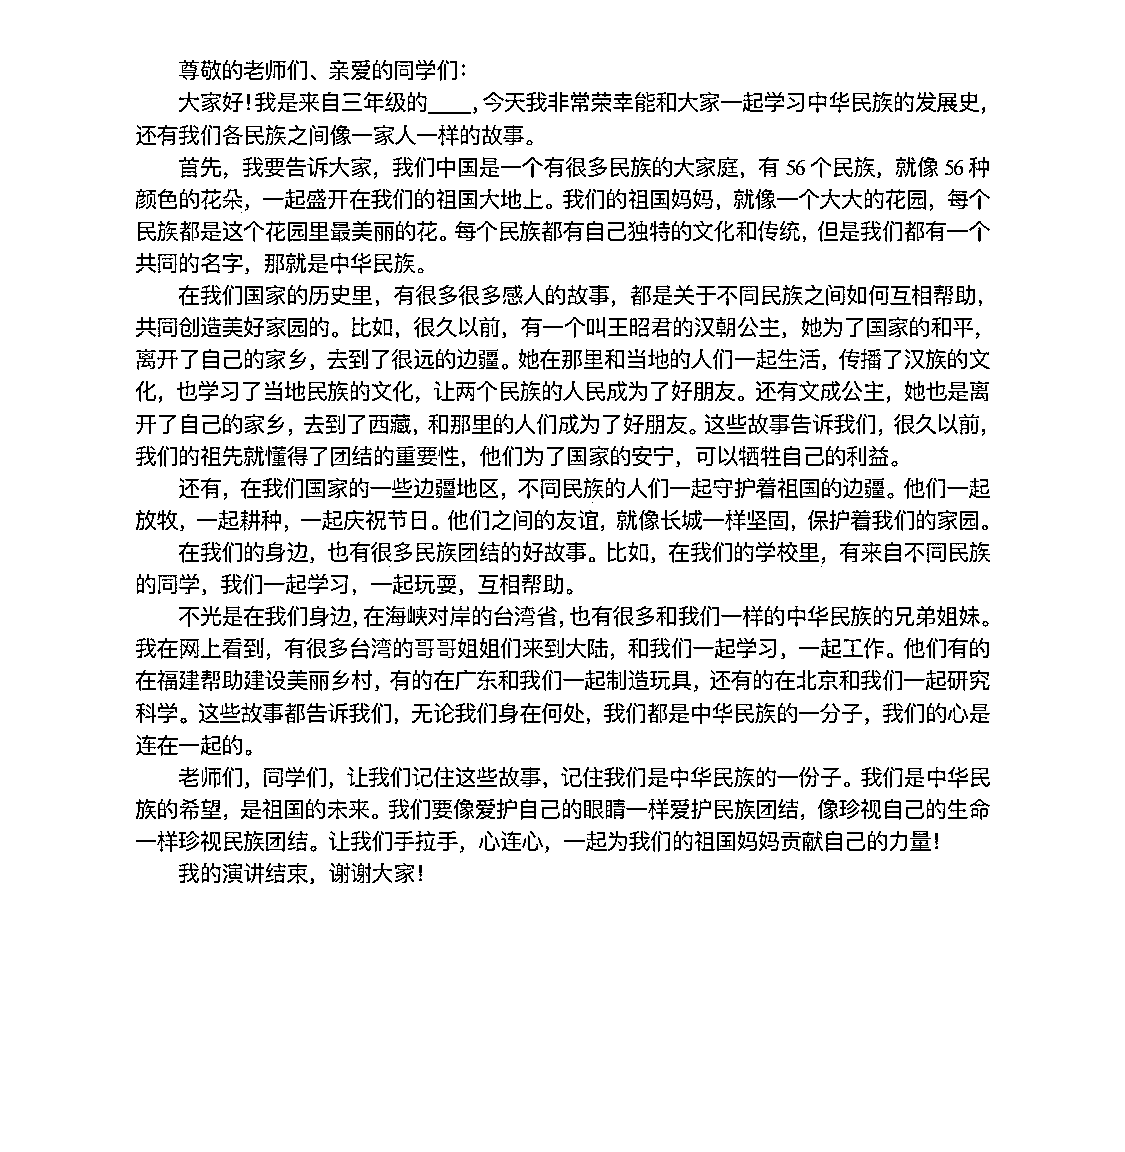 尊敬的老师们、亲爱的同学们：
大家好！我是来自三年级的____，今天我非常荣幸能和大家一起学习中华民族的发展史，
还有我们各民族之间像一家人一样的故事。
首先，我要告诉大家，我们中国是一个有很多民族的大家庭，有 56 个民族，就像 56 种
颜色的花朵，一起盛开在我们的祖国大地上。我们的祖国妈妈，就像一个大大的花园，每个
民族都是这个花园里最美丽的花。每个民族都有自己独特的文化和传统，但是我们都有一个
共同的名字，那就是中华民族。
在我们国家的历史里，有很多很多感人的故事，都是关于不同民族之间如何互相帮助，
共同创造美好家园的。比如，很久以前，有一个叫王昭君的汉朝公主，她为了国家的和平，
离开了自己的家乡，去到了很远的边疆。她在那里和当地的人们一起生活，传播了汉族的文
化，也学习了当地民族的文化，让两个民族的人民成为了好朋友。还有文成公主，她也是离
开了自己的家乡，去到了西藏，和那里的人们成为了好朋友。这些故事告诉我们，很久以前，
我们的祖先就懂得了团结的重要性，他们为了国家的安宁，可以牺牲自己的利益。
还有，在我们国家的一些边疆地区，不同民族的人们一起守护着祖国的边疆。他们一起
放牧，一起耕种，一起庆祝节日。他们之间的友谊，就像长城一样坚固，保护着我们的家园。
在我们的身边，也有很多民族团结的好故事。比如，在我们的学校里，有来自不同民族
的同学，我们一起学习，一起玩耍，互相帮助。
不光是在我们身边，在海峡对岸的台湾省，也有很多和我们一样的中华民族的兄弟姐妹。
我在网上看到，有很多台湾的哥哥姐姐们来到大陆，和我们一起学习，一起工作。他们有的
在福建帮助建设美丽乡村，有的在广东和我们一起制造玩具，还有的在北京和我们一起研究
科学。这些故事都告诉我们，无论我们身在何处，我们都是中华民族的一分子，我们的心是
连在一起的。
老师们，同学们，让我们记住这些故事，记住我们是中华民族的一份子。我们是中华民
族的希望，是祖国的未来。我们要像爱护自己的眼睛一样爱护民族团结，像珍视自己的生命
一样珍视民族团结。让我们手拉手，心连心，一起为我们的祖国妈妈贡献自己的力量！
我的演讲结束，谢谢大家！